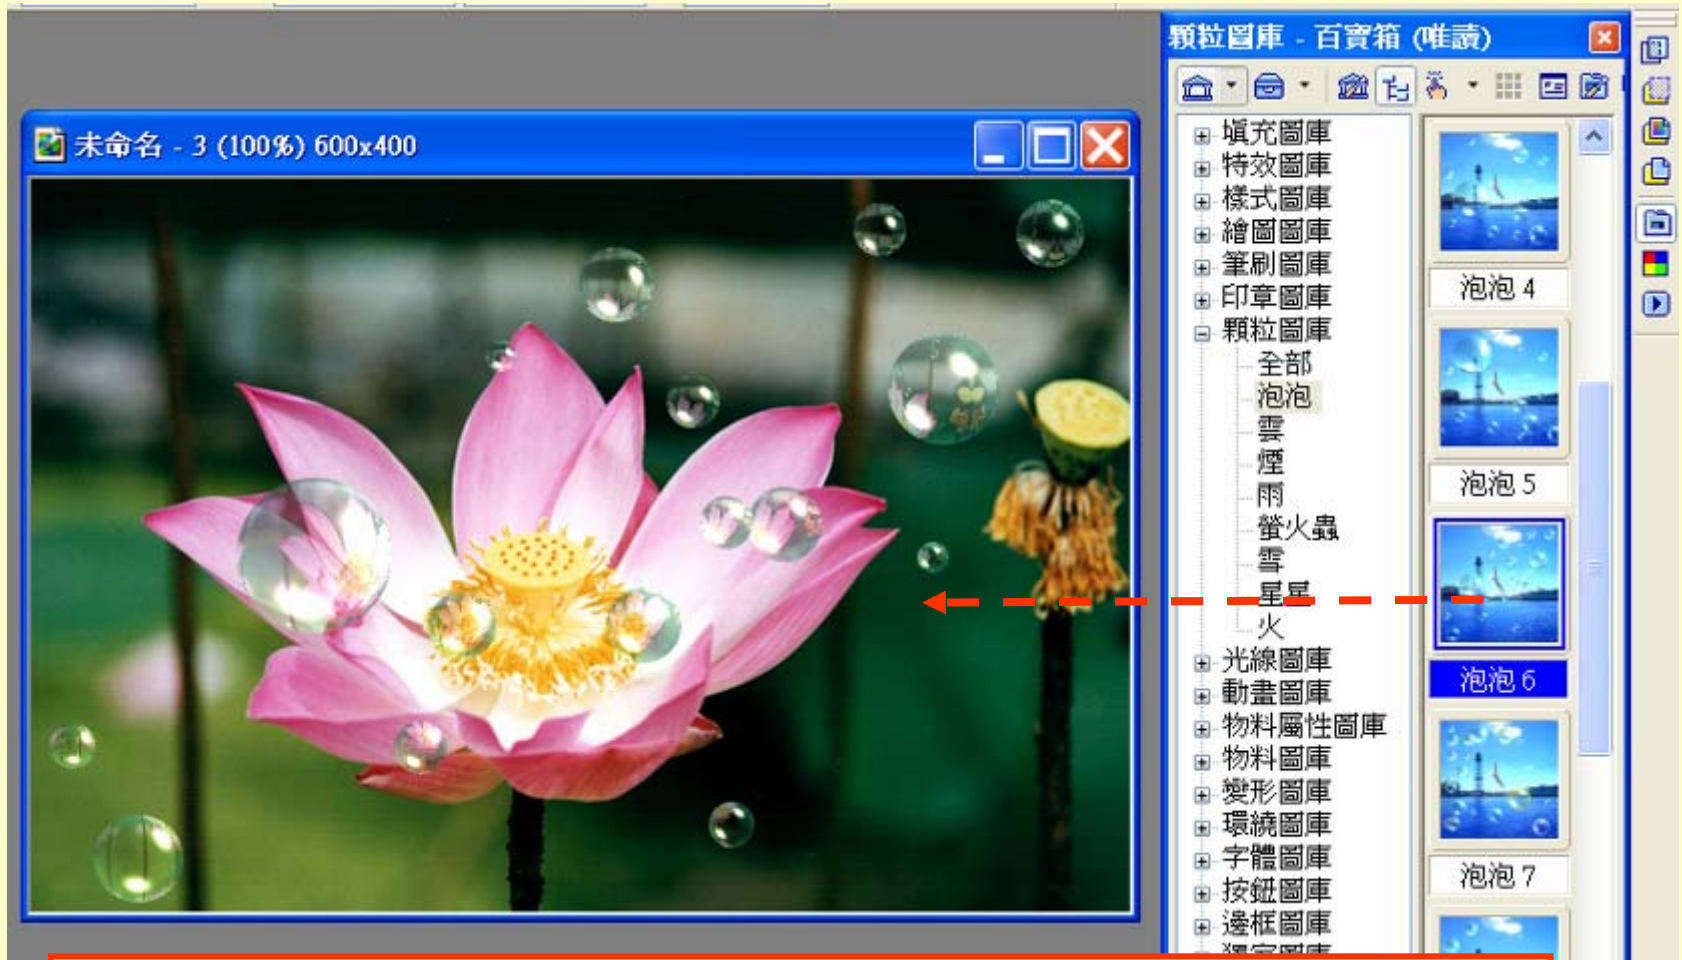 顆粒圖庫 - 百寶箱 (唯讀)
未命名 - 3 (100%) 600x400
填充圖庫
特效圖庫
樣式圖庫
繪圖圖庫
筆刷圖庫
印章圖庫
顆粒圖庫
全部
泡泡
雲
煙
雨
螢火蟲
雪
星星
火
光線圖庫
動畫圖庫
物料屬性圖庫
物料圖庫
變形圖庫
環繞圖庫
字體圖庫
按鈕圖庫
邊框圖庫
泡泡 4
泡泡 5
泡泡 6
泡泡 7